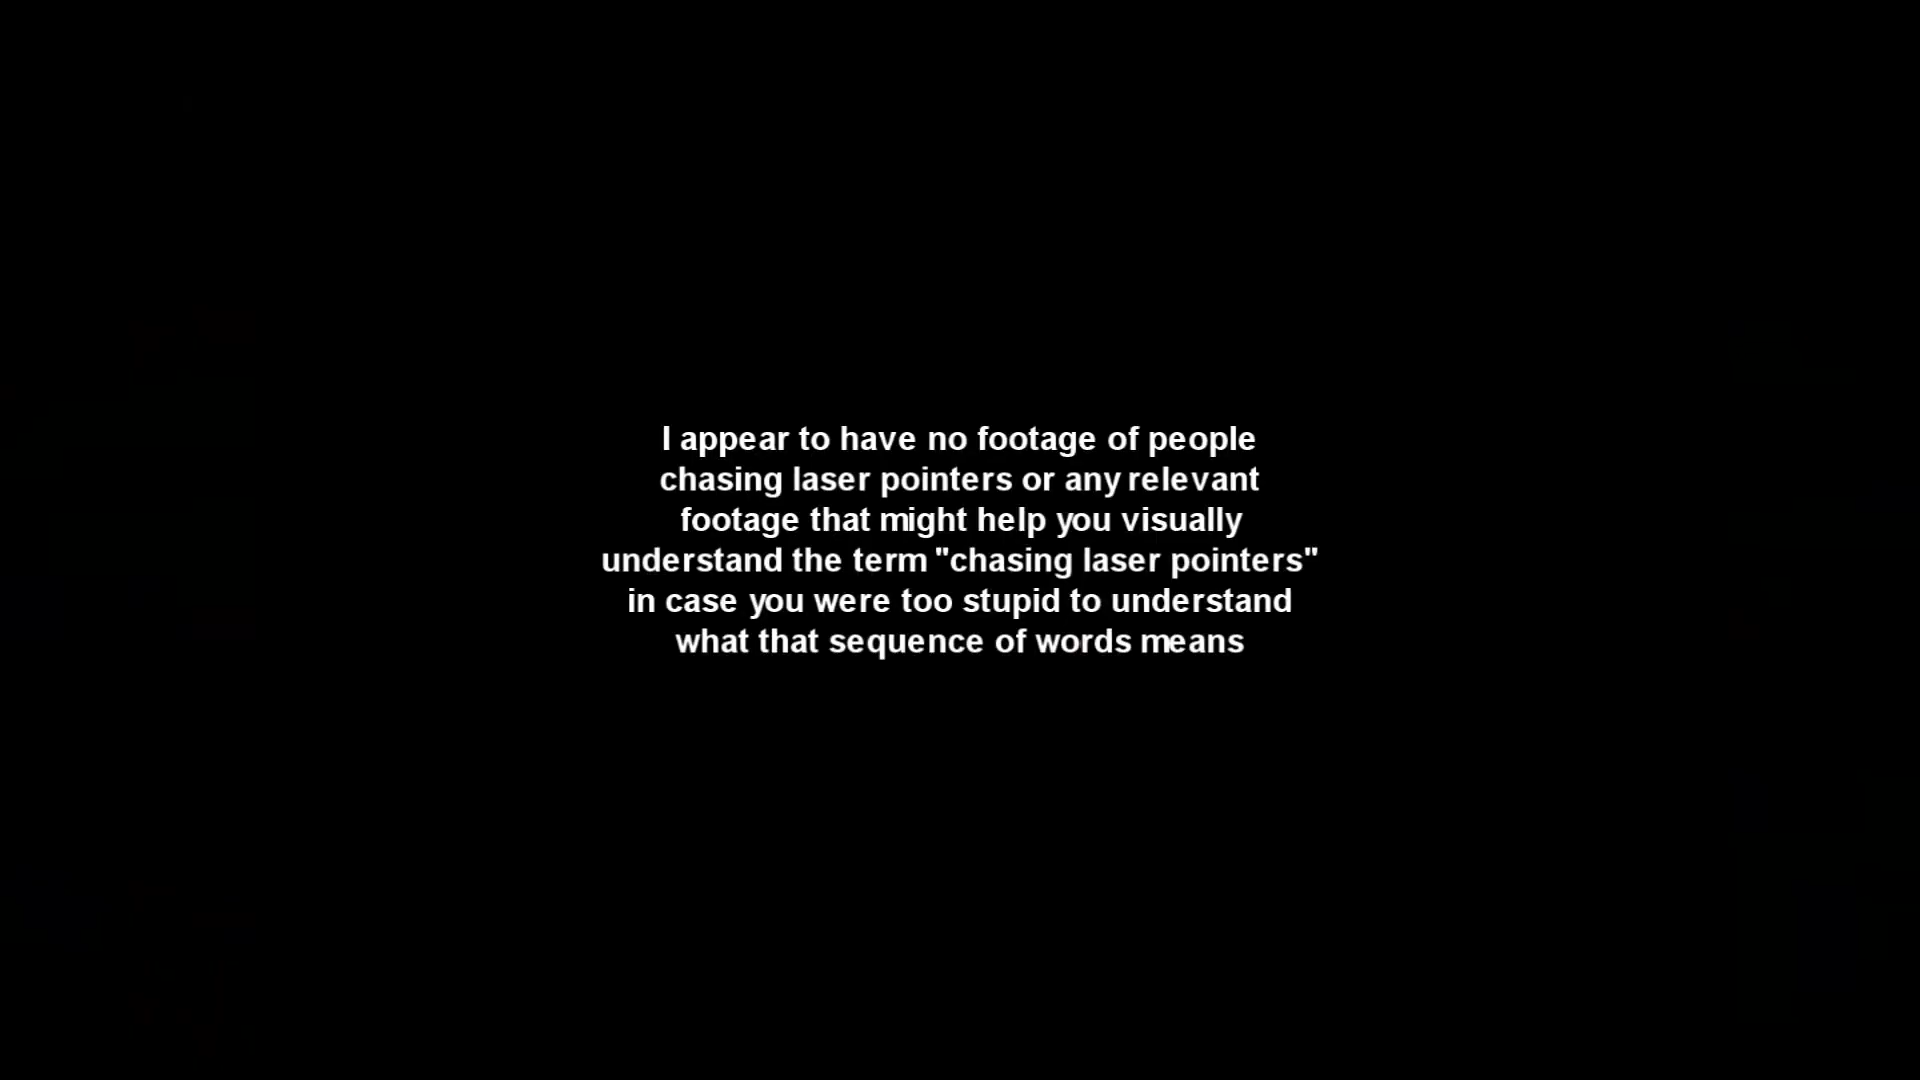 I appear to have no footage of people
chasing laser pointers or any relevant
footage that might help you visually
understand the term "chasing laser pointers"
in case you were too stupid to understand
what that sequence of words means